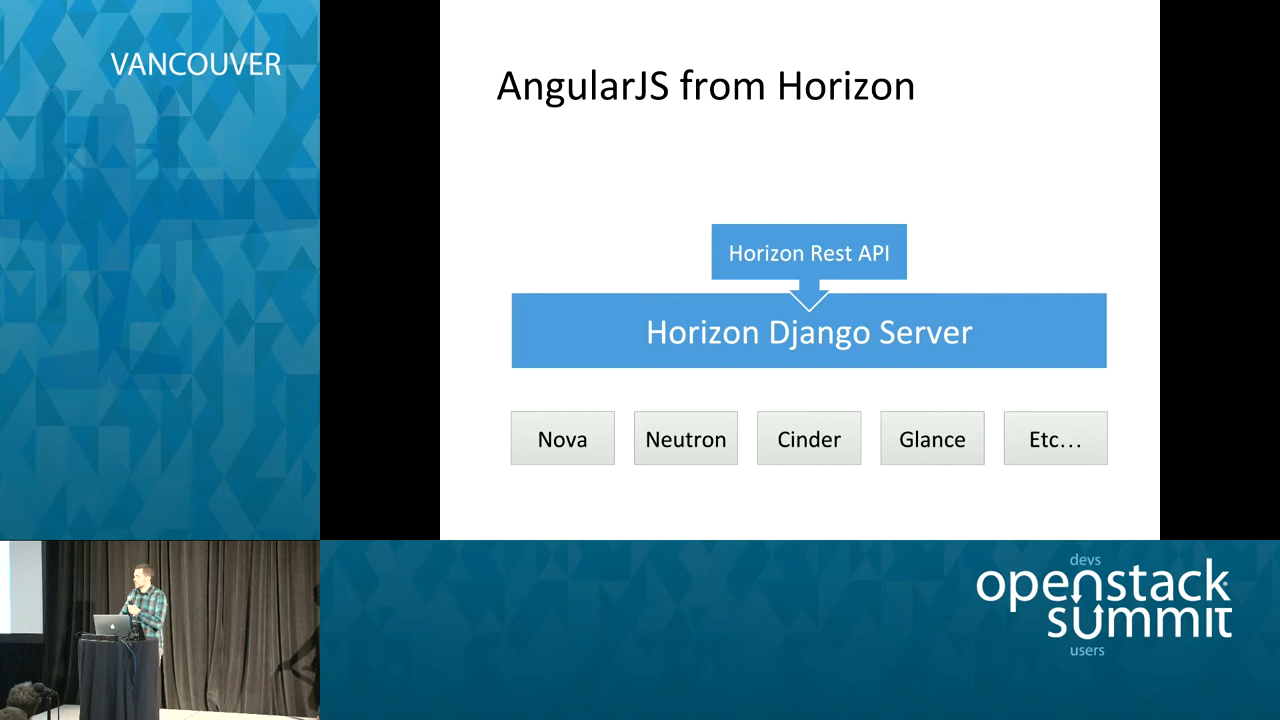 VANCOUVER
AngularJS from Horizon
Horizon Rest API
Horizon Django Server
Nova
Neutron
Cinder
Glance
Etc...
devs
openstack
summit
users